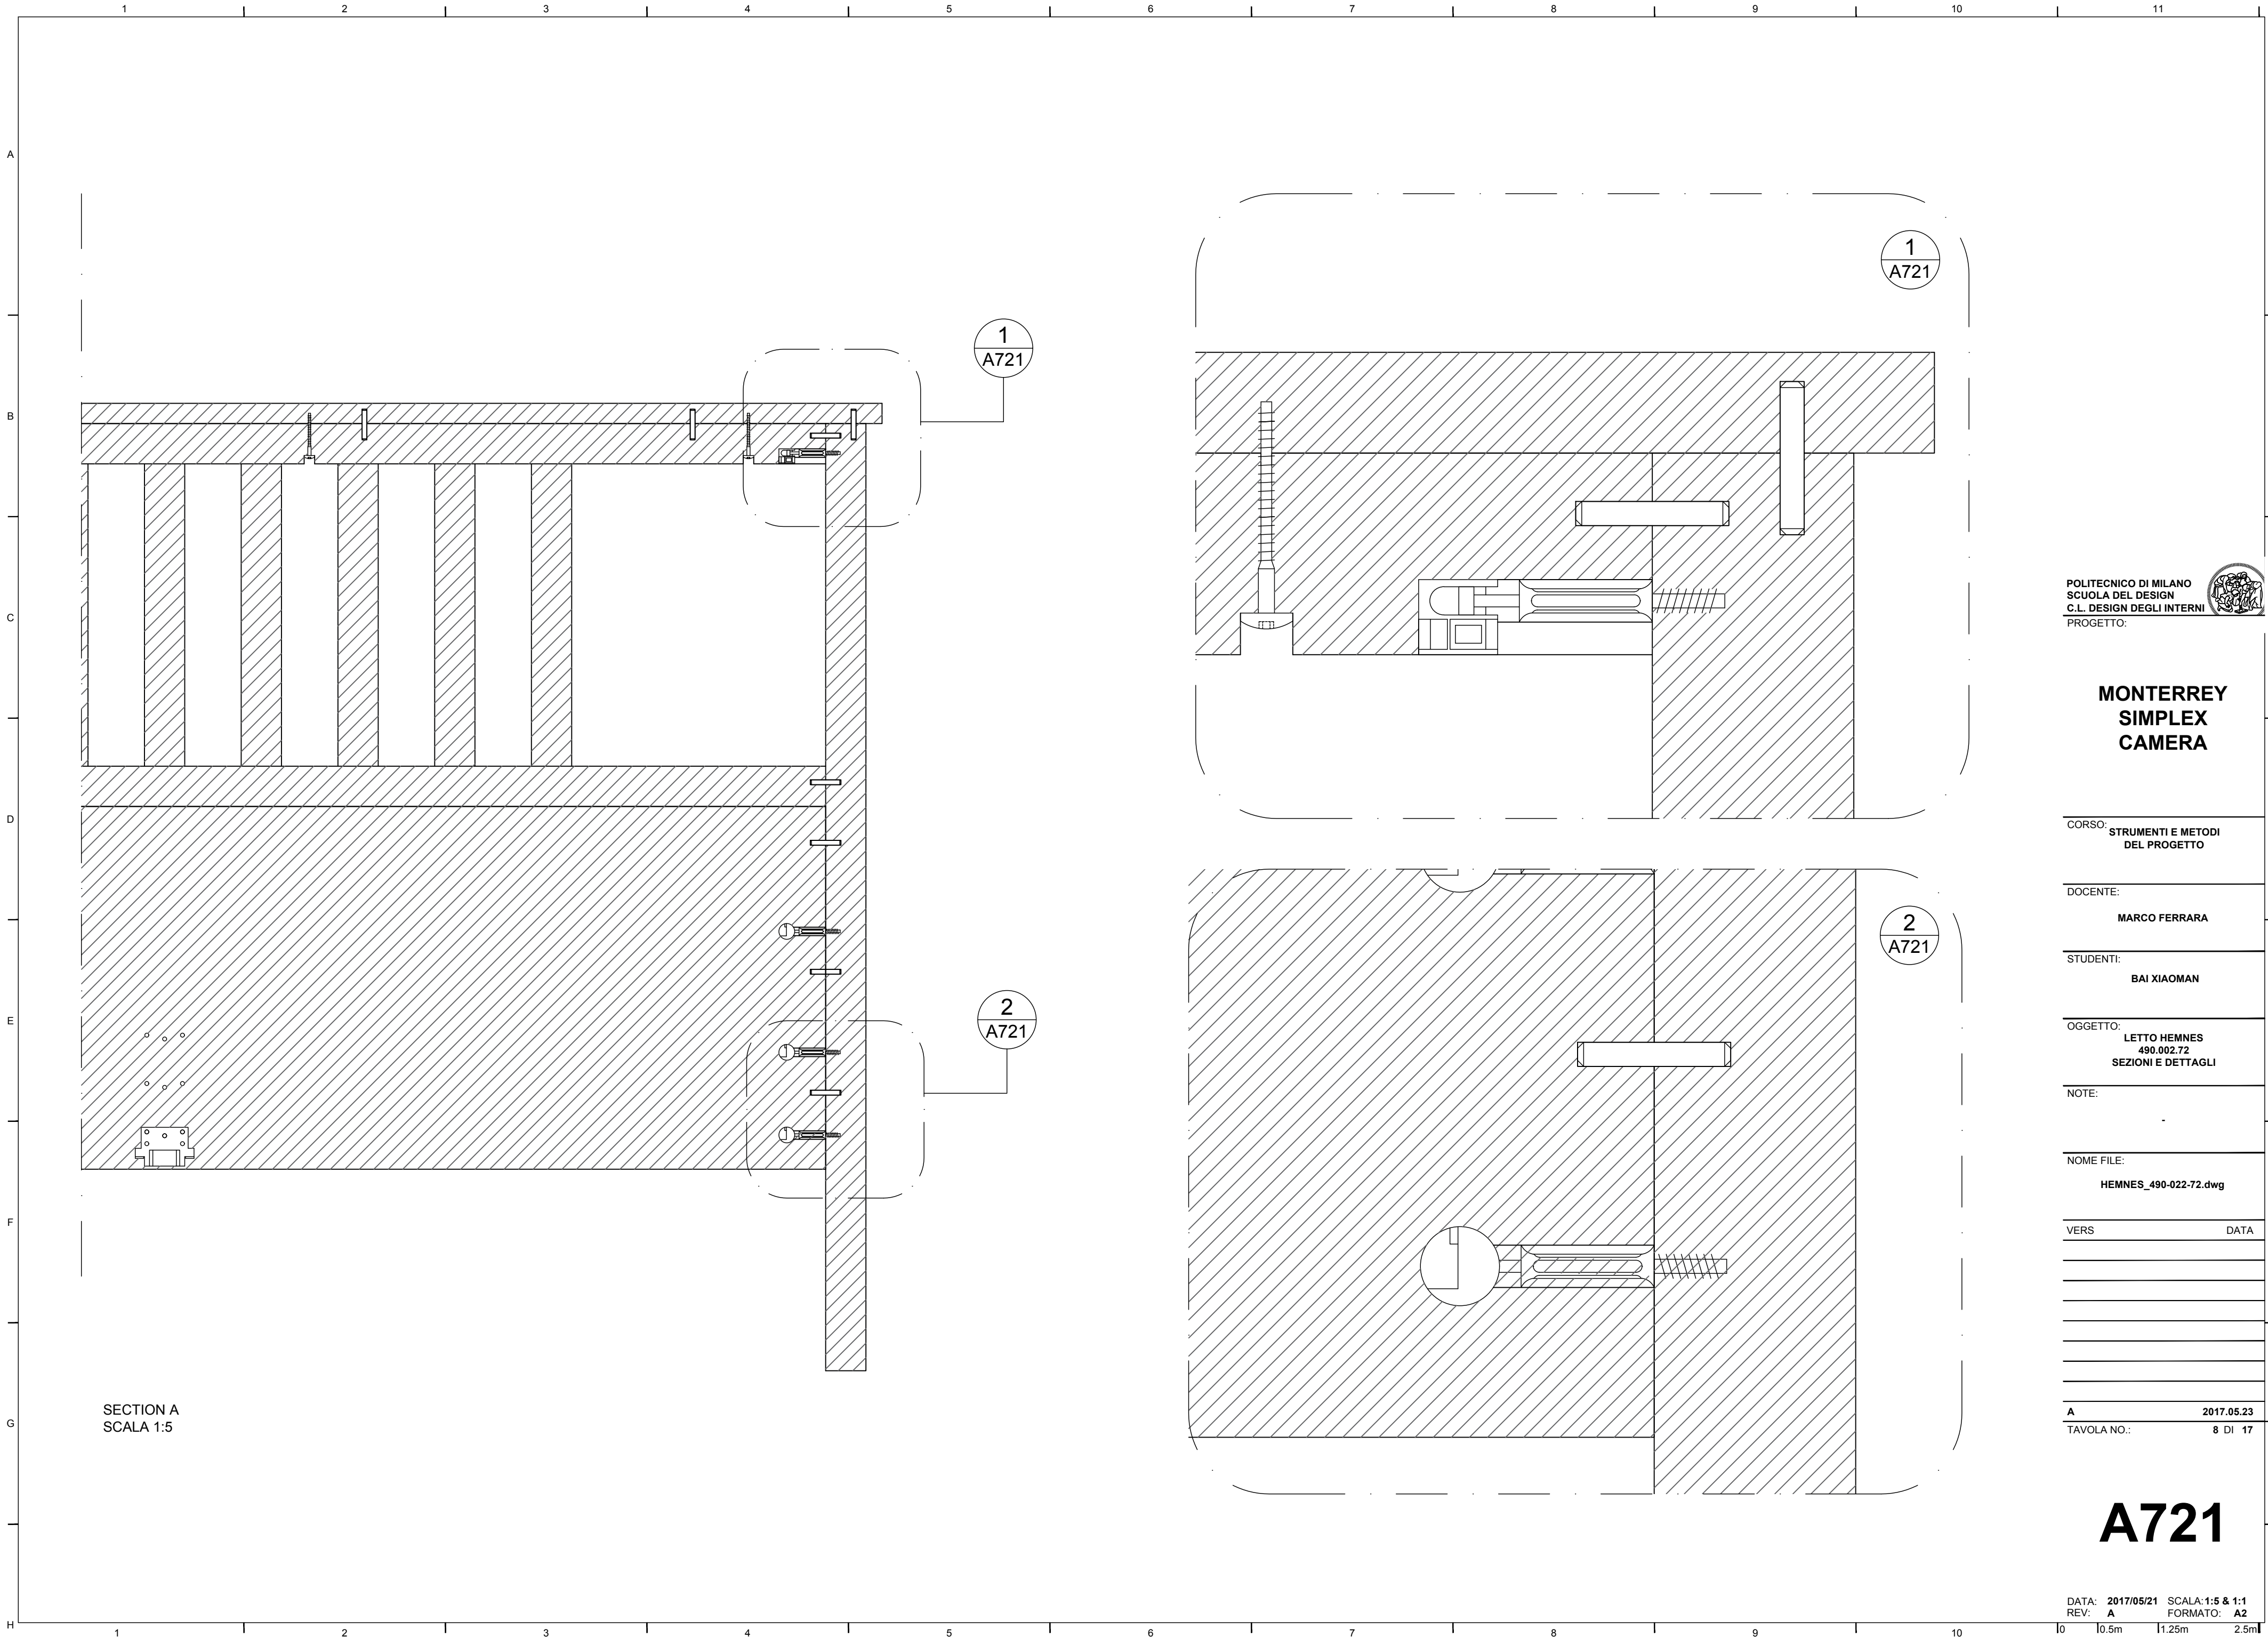 1 2 3 4 5 6 7 8 9 10 11
A
B
C
D
E
F
G
H
1
A721
2
A721
SECTION A
SCALA 1:5
1
A721
2
A721
POLITECNICO DI MILANO
SCUOLA DEL DESIGN
C.L. DESIGN DEGLI INTERNI
PROGETTO:
MONTERREY
SIMPLEX
CAMERA
CORSO: STRUMENTI E METODI
DEL PROGETTO
DOCENTE:
MARCO FERRARA
STUDENTI:
BAI XIAOMAN
OGGETTO:
LETTO HEMNES
490.002.72
SEZIONI E DETTAGLI
NOTE:
-
NOME FILE:
HEMNES_490-022-72.dwg
VERS DATA
A 2017.05.23
TAVOLA NO.: 8 DI 17
A721
DATA: 2017/05/21 SCALA:1:5 & 1:1
REV: A FORMATO: A2
0 0.5m 1.25m 2.5m
1 2 3 4 5 6 7 8 9 10